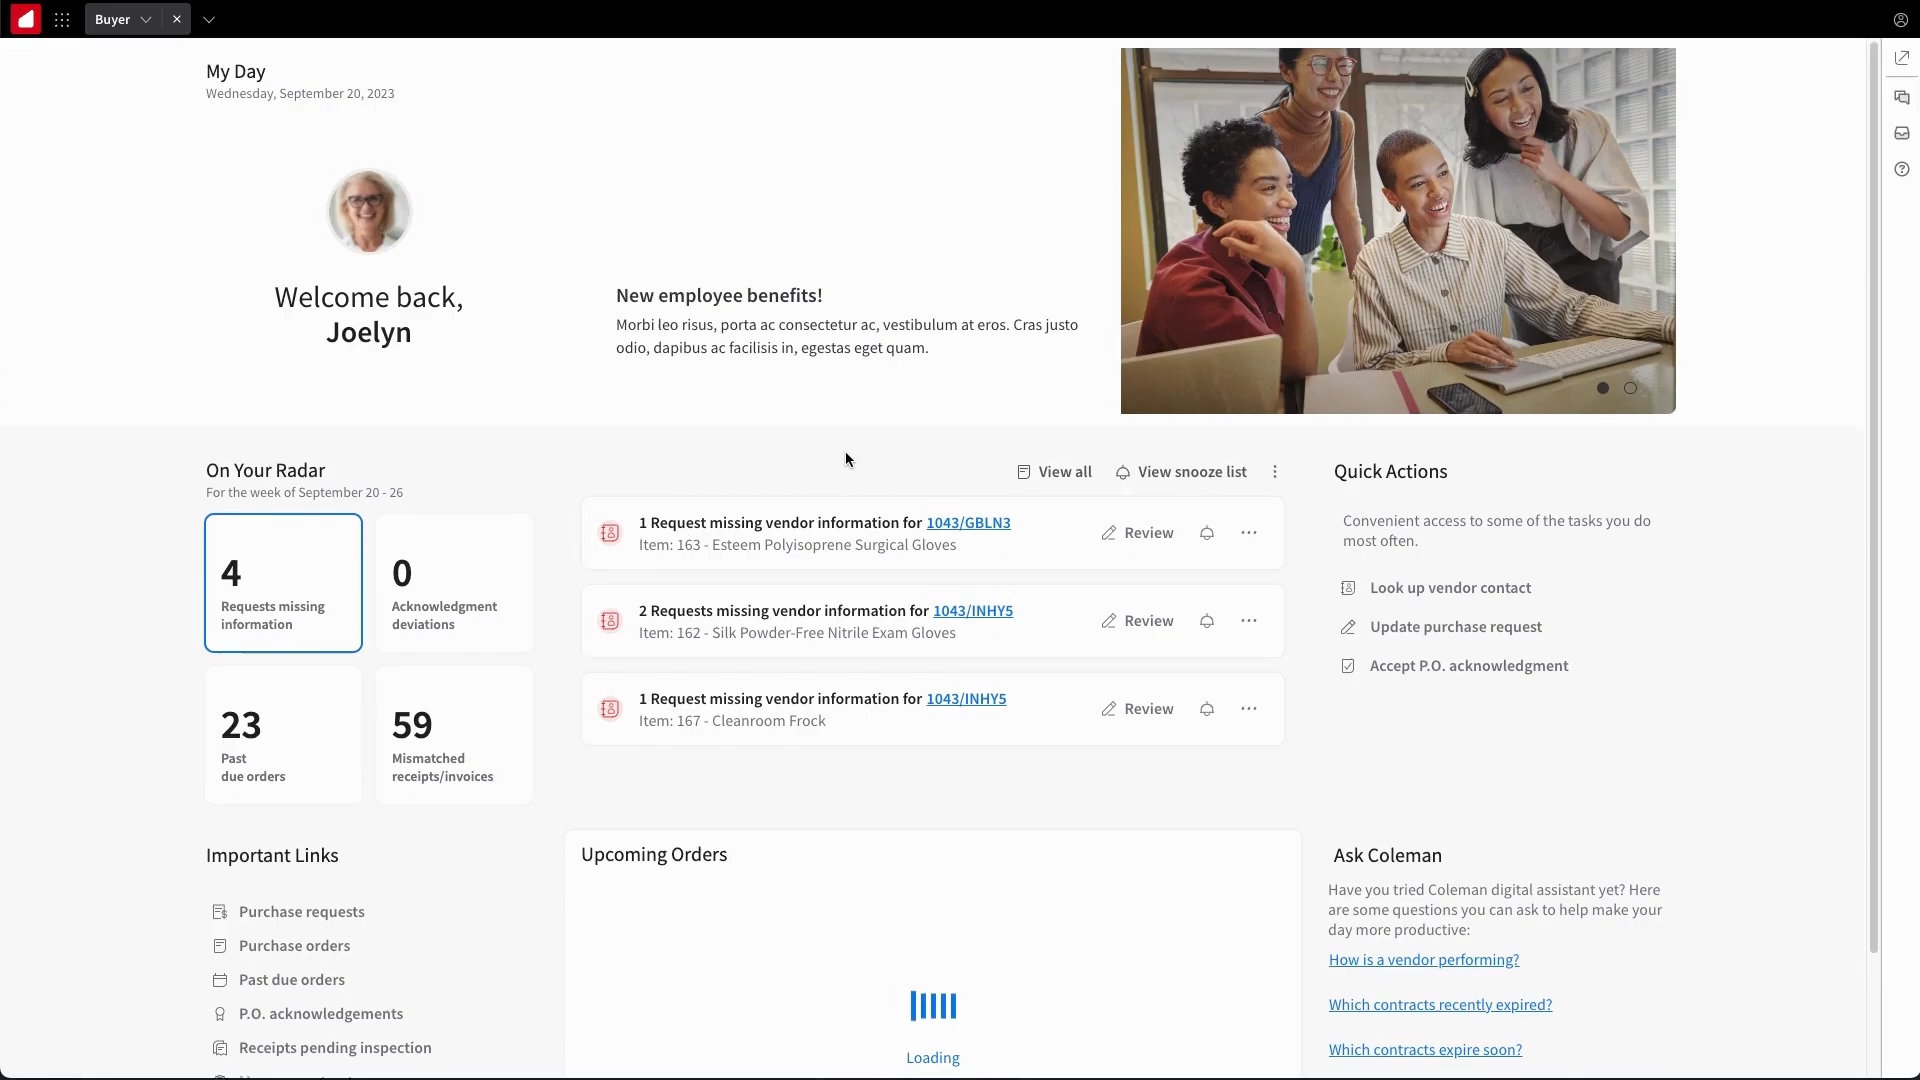 Buyer
My Day
Wednesday, September 20, 2023
Welcome back,
Joelyn
New employee benefits!
Morbi leo risus, porta ac consectetur ac, vestibulum at eros. Cras justo
odio, dapibus ac facilisis in, egestas eget quam.
On Your Radar
For the week of September 20 - 26
4
Requests missing
information
0
Acknowledgment
deviations
23
Past
due orders
59
Mismatched
receipts/invoices
View all
View snooze list
1 Request missing vendor information for 1043/GBLN3
Item: 163 - Esteem Polyisoprene Surgical Gloves
Review
2 Requests missing vendor information for 1043/INHY5
Item: 162 - Silk Powder-Free Nitrile Exam Gloves
Review
1 Request missing vendor information for 1043/INHY5
Item: 167 - Cleanroom Frock
Review
Quick Actions
Convenient access to some of the tasks you do
most often.
Look up vendor contact
Update purchase request
Accept P.O. acknowledgment
Important Links
Purchase requests
Purchase orders
Past due orders
P.O. acknowledgements
Receipts pending inspection
Upcoming Orders
Loading
Ask Coleman
Have you tried Coleman digital assistant yet? Here
are some questions you can ask to help make your
day more productive:
How is a vendor performing?
Which contracts recently expired?
Which contracts expire soon?